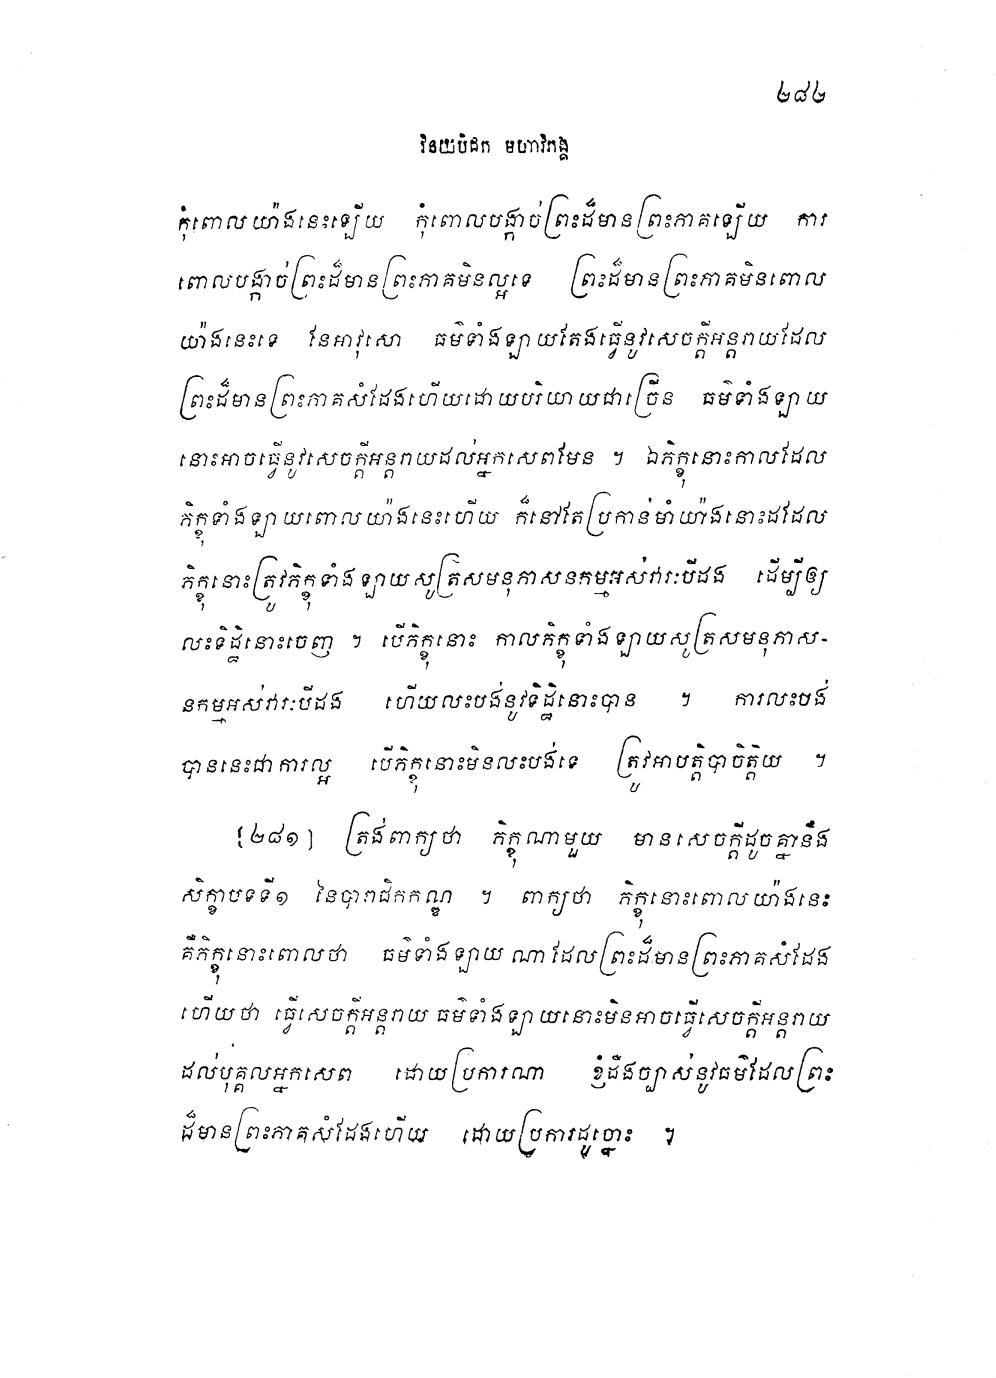 ២៨៤
វិនយបិដក មហាវិភង្គ
កុំពោលយ៉ាងនេះឡើយ កុំពោលបង្កាច់ព្រះដ៏មានព្រះភាគឡើយ ការ
ពោលបង្កាច់ព្រះដ៏មានព្រះភាគមិនល្អទេ ព្រះដ៏មានព្រះភាគមិនពោល
យ៉ាងនេះទេ នែអាវុសោ ធម៌ទាំងឡាយតែងធ្វើនូវសេចក្តីអន្តរាយដែល
ព្រះដ៏មានព្រះភាគសំដែងហើយដោយបរិយាយជាច្រើន ធម៌ទាំងឡាយ
នោះអាចធ្វើនូវសេចក្តីអន្តរាយដល់អ្នកសេពមែន ។ ឯភិក្ខុនោះកាលដែល
ភិក្ខុទាំងឡាយពោលយ៉ាងនេះហើយ ក៏នៅតែប្រកាន់មាំយ៉ាងនោះដដែល
ភិក្ខុនោះត្រូវភិក្ខុទាំងឡាយសូត្រសមនុភាសនកម្មអស់វារៈបីដង ដើម្បីឲ្យ
លះទិដ្ឋិនោះចេញ ។ បើភិក្ខុនោះ កាលភិក្ខុទាំងឡាយសូត្រសមនុភាស-
នកម្មអស់វារៈបីដង ហើយលះបង់នូវទិដ្ឋិនោះបាន ។ ការលះបង់
បាននេះជាការល្អ បើភិក្ខុនោះមិនលះបង់ទេ ត្រូវអាបត្តិបាចិត្តិយ ។
[២៨១] ត្រង់ពាក្យថា ភិក្ខុណាមួយ មានសេចក្តីដូចគ្នានឹង
សិក្ខាបទទី១ នៃបារាជិកកណ្ឌ ។ ពាក្យថា ភិក្ខុនោះពោលយ៉ាងនេះ
គឺភិក្ខុនោះពោលថា ធម៌ទាំងឡាយ ណាដែលព្រះដ៏មានព្រះភាគសំដែង
ហើយថា ធ្វើសេចក្តីអន្តរាយ ធម៌ទាំងឡាយនោះមិនអាចធ្វើសេចក្តីអន្តរាយ
ដល់បុគ្គលអ្នកសេព ដោយប្រការណា ខ្ញុំដឹងច្បាស់នូវធម៌ដែលព្រះ
ដ៏មានព្រះភាគសំដែងហើយ ដោយប្រការដូច្នោះ ។